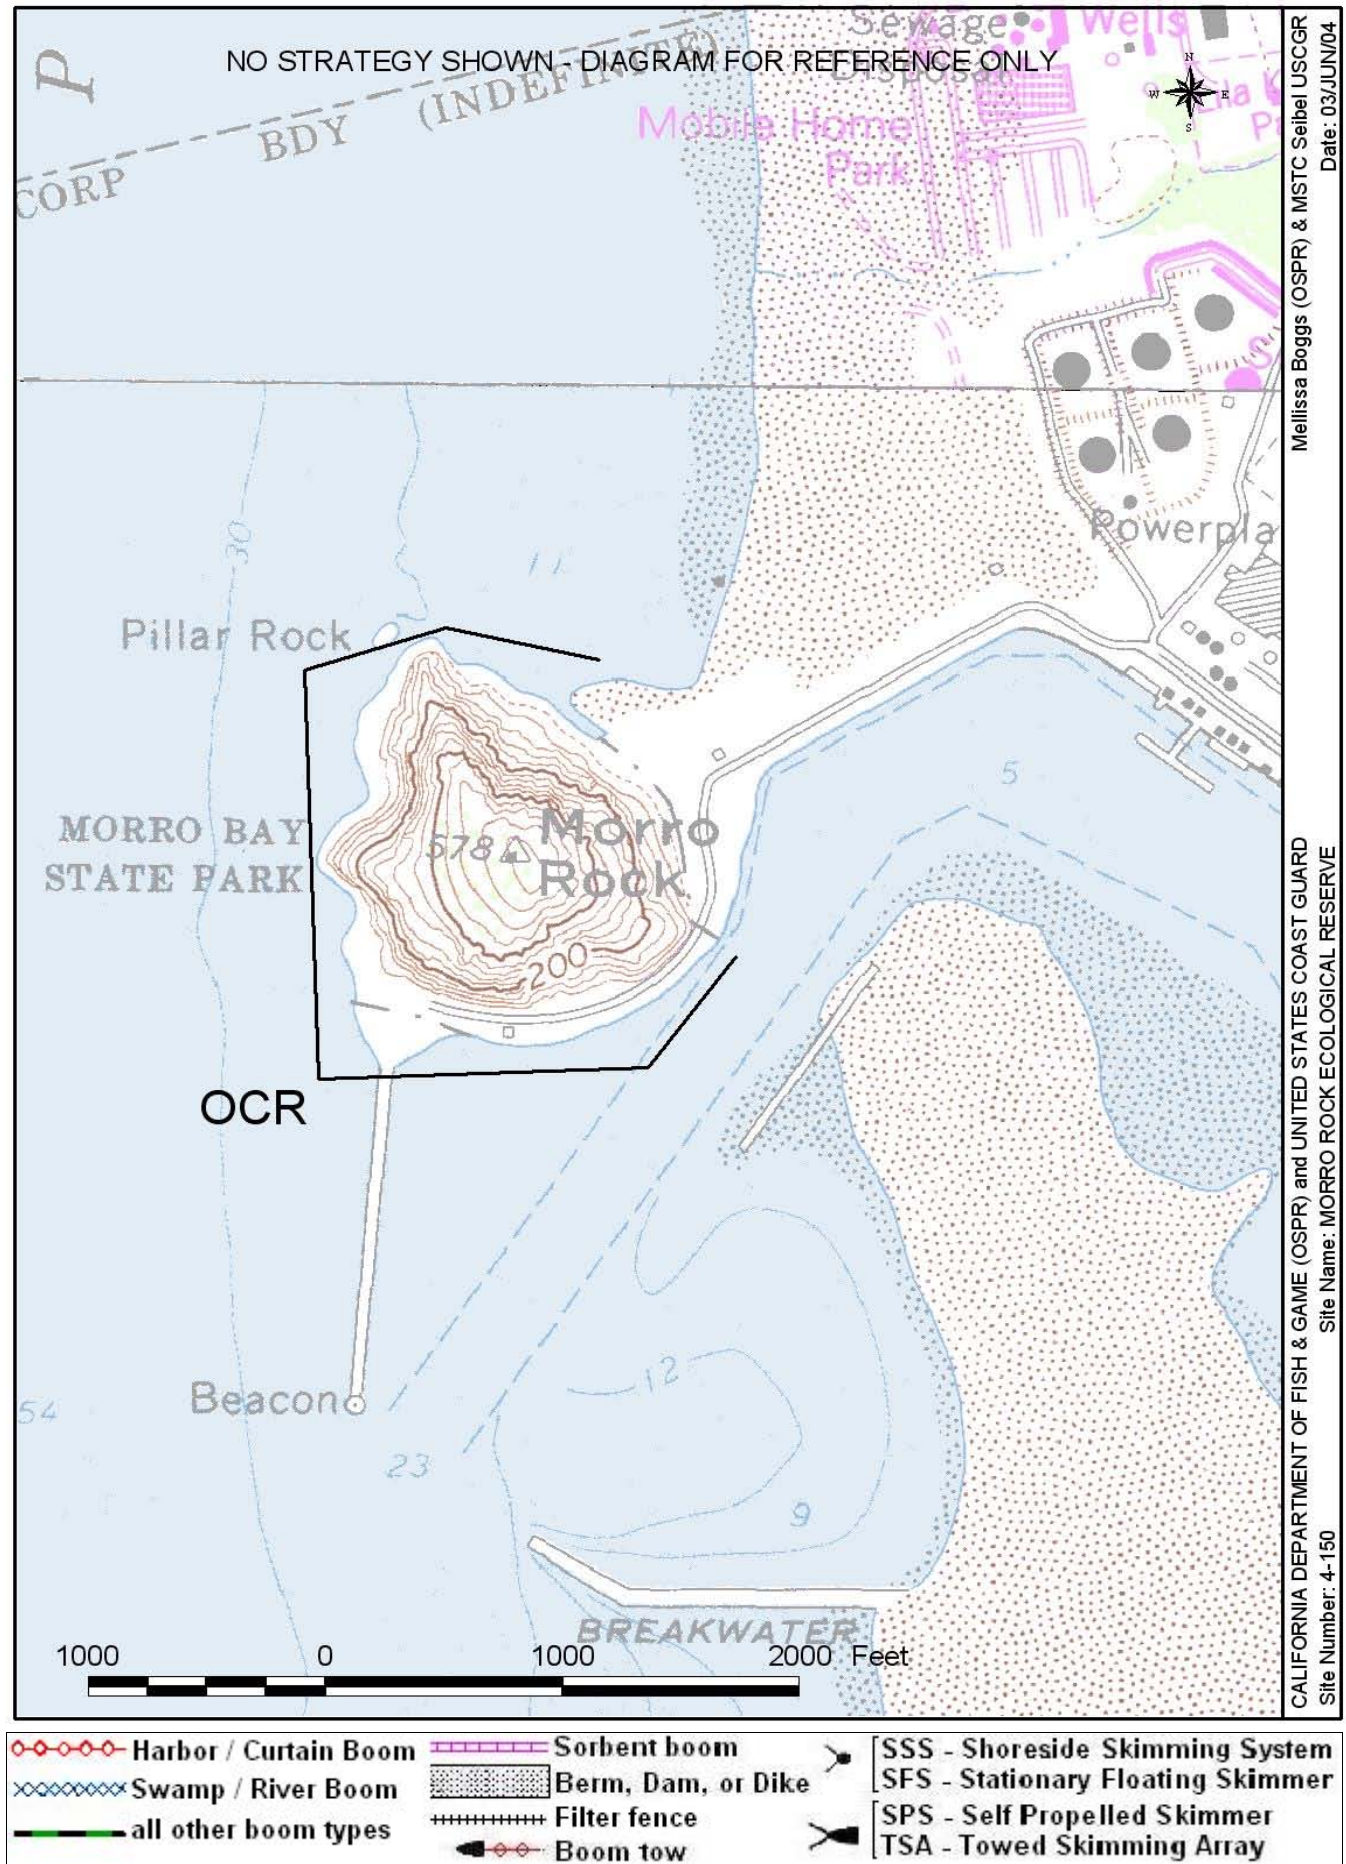 Sewage
Disposal
Wells
NO STRATEGY SHOWN - DIAGRAM FOR REFERENCE ONLY
P
CORP BDY (INDEFINITE)
N
W E
S
Mobile Home
Park
Powerpla
30
11
Pillar Rock
MORRO BAY
STATE PARK
578
Morro
Rock
200
5
OCR
12
Beacon
54
23
9
BREAKWATER
1000 0 1000 2000 Feet
Mellissa Boggs (OSPR) & MSTC Seibel USCGR
Date: 03/JUN/04
CALIFORNIA DEPARTMENT OF FISH & GAME (OSPR) and UNITED STATES COAST GUARD
Site Number: 4-150 Site Name: MORRO ROCK ECOLOGICAL RESERVE
Harbor / Curtain Boom
Swamp / River Boom
all other boom types
Sorbent boom
Berm, Dam, or Dike
Filter fence
Boom tow
SSS - Shoreside Skimming System
SFS - Stationary Floating Skimmer
SPS - Self Propelled Skimmer
TSA - Towed Skimming Array